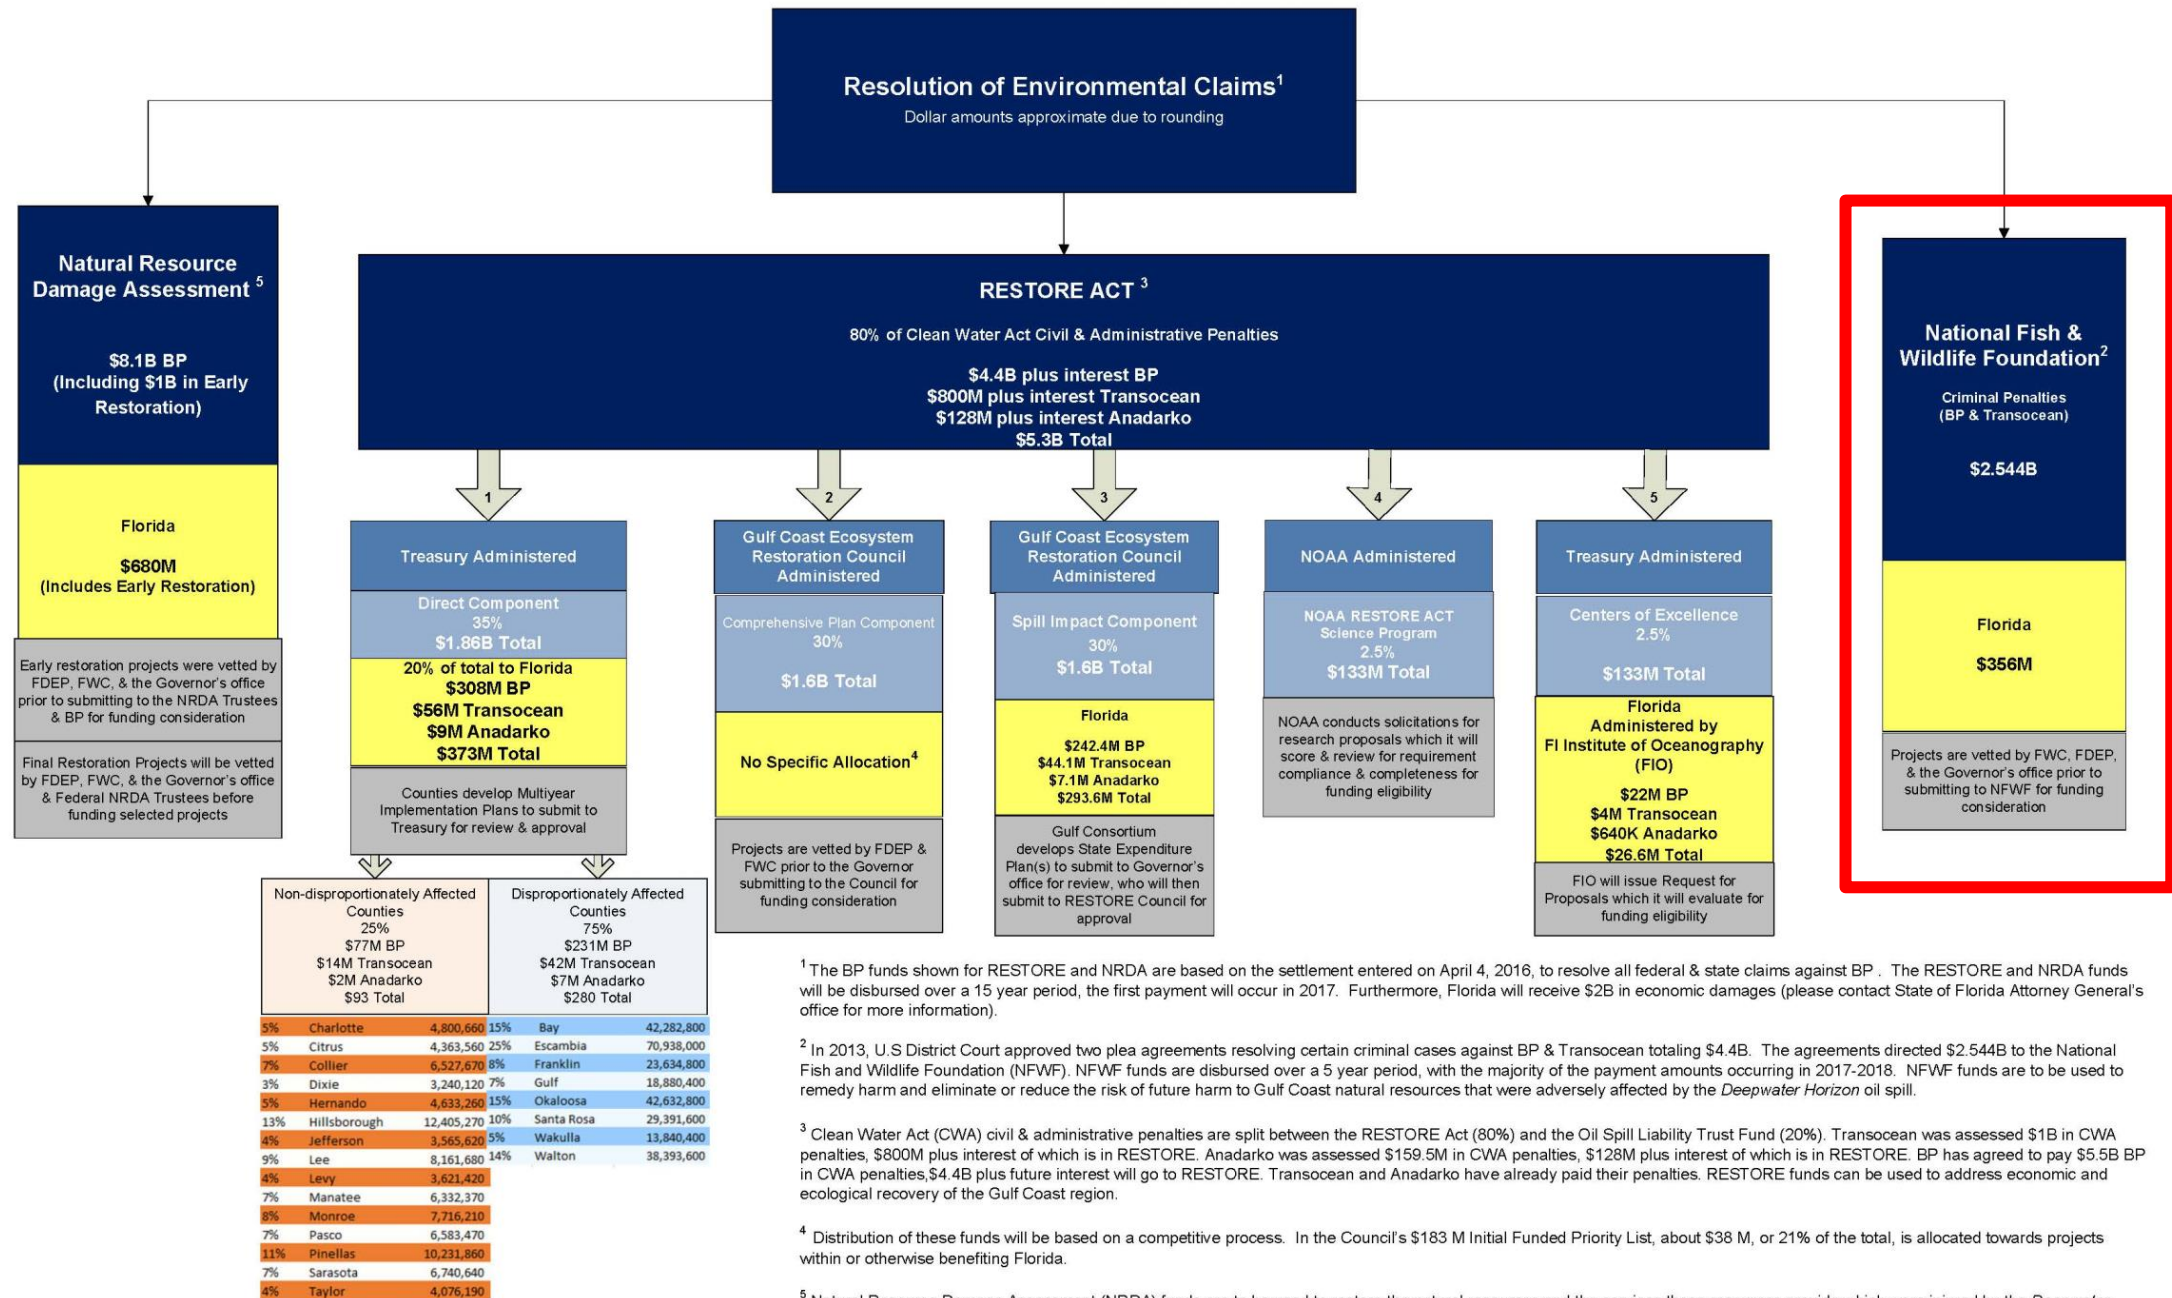 Resolution of Environmental Claims1
Dollar amounts approximate due to rounding
Natural Resource
Damage Assessment 5
$8.1B BP
(Including $1B in Early
Restoration)
Florida
$680M
(Includes Early Restoration)
Early restoration projects were vetted by
FDEP, FWC, & the Governor's office
prior to submitting to the NRDA Trustees
& BP for funding consideration
Final Restoration Projects will be vetted
by FDEP, FWC, & the Governor's office
& Federal NRDA Trustees before
funding selected projects
RESTORE ACT 3
80% of Clean Water Act Civil & Administrative Penalties
$4.4B plus interest BP
$800M plus interest Transocean
$128M plus interest Anadarko
$5.3B Total
1
Treasury Administered
Direct Component
35%
$1.86B Total
20% of total to Florida
$308M BP
$56M Transocean
$9M Anadarko
$373M Total
Counties develop Multiyear
Implementation Plans to submit to
Treasury for review & approval
Non-disproportionately Affected
Counties
25%
$77M BP
$14M Transocean
$2M Anadarko
$93 Total
Disproportionately Affected
Counties
75%
$231M BP
$42M Transocean
$7M Anadarko
$280 Total
5% Charlotte 4,800,660 15% Bay 42,282,800
5% Citrus 4,363,560 25% Escambia 70,938,000
7% Collier 6,527,670 8% Franklin 23,634,800
3% Dixie 3,240,120 7% Gulf 18,880,400
5% Hernando 4,633,260 15% Okaloosa 42,632,800
13% Hillsborough 12,405,270 10% Santa Rosa 29,391,600
4% Jefferson 3,565,620 5% Wakulla 13,840,400
9% Lee 8,161,680 14% Walton 38,393,600
4% Levy 3,621,420
7% Manatee 6,332,370
8% Monroe 7,716,210
7% Pasco 6,583,470
11% Pinellas 10,231,860
7% Sarasota 6,740,640
4% Taylor 4,076,190
2
Gulf Coast Ecosystem
Restoration Council
Administered
Comprehensive Plan Component
30%
$1.6B Total
No Specific Allocation4
Projects are vetted by FDEP &
FWC prior to the Governor
submitting to the Council for
funding consideration
3
Gulf Coast Ecosystem
Restoration Council
Administered
Spill Impact Component
30%
$1.6B Total
Florida
$242.4M BP
$44.1M Transocean
$7.1M Anadarko
$293.6M Total
Gulf Consortium
develops State Expenditure
Plan(s) to submit to Governor's
office for review, who will then
submit to RESTORE Council for
approval
4
NOAA Administered
NOAA RESTORE ACT
Science Program
2.5%
$133M Total
NOAA conducts solicitations for
research proposals which it will
score & review for requirement
compliance & completeness for
funding eligibility
5
Treasury Administered
Centers of Excellence
2.5%
$133M Total
Florida
Administered by
Fl Institute of Oceanography
(FIO)
$22M BP
$4M Transocean
$640K Anadarko
$26.6M Total
FIO will issue Request for
Proposals which it will evaluate for
funding eligibility
National Fish &
Wildlife Foundation2
Criminal Penalties
(BP & Transocean)
$2.544B
Florida
$356M
Projects are vetted by FWC, FDEP,
& the Governor's office prior to
submitting to NFWF for funding
consideration
1 The BP funds shown for RESTORE and NRDA are based on the settlement entered on April 4, 2016, to resolve all federal & state claims against BP . The RESTORE and NRDA funds
will be disbursed over a 15 year period, the first payment will occur in 2017. Furthermore, Florida will receive $2B in economic damages (please contact State of Florida Attorney General's
office for more information).
2 In 2013, U.S District Court approved two plea agreements resolving certain criminal cases against BP & Transocean totaling $4.4B. The agreements directed $2.544B to the National
Fish and Wildlife Foundation (NFWF). NFWF funds are disbursed over a 5 year period, with the majority of the payment amounts occurring in 2017-2018. NFWF funds are to be used to
remedy harm and eliminate or reduce the risk of future harm to Gulf Coast natural resources that were adversely affected by the Deepwater Horizon oil spill.
3 Clean Water Act (CWA) civil & administrative penalties are split between the RESTORE Act (80%) and the Oil Spill Liability Trust Fund (20%). Transocean was assessed $1B in CWA
penalties, $800M plus interest of which is in RESTORE. Anadarko was assessed $159.5M in CWA penalties, $128M plus interest of which is in RESTORE. BP has agreed to pay $5.5B BP
in CWA penalties,$4.4B plus future interest will go to RESTORE. Transocean and Anadarko have already paid their penalties. RESTORE funds can be used to address economic and
ecological recovery of the Gulf Coast region.
4 Distribution of these funds will be based on a competitive process. In the Council's $183 M Initial Funded Priority List, about $38 M, or 21% of the total, is allocated towards projects
within or otherwise benefiting Florida.
5